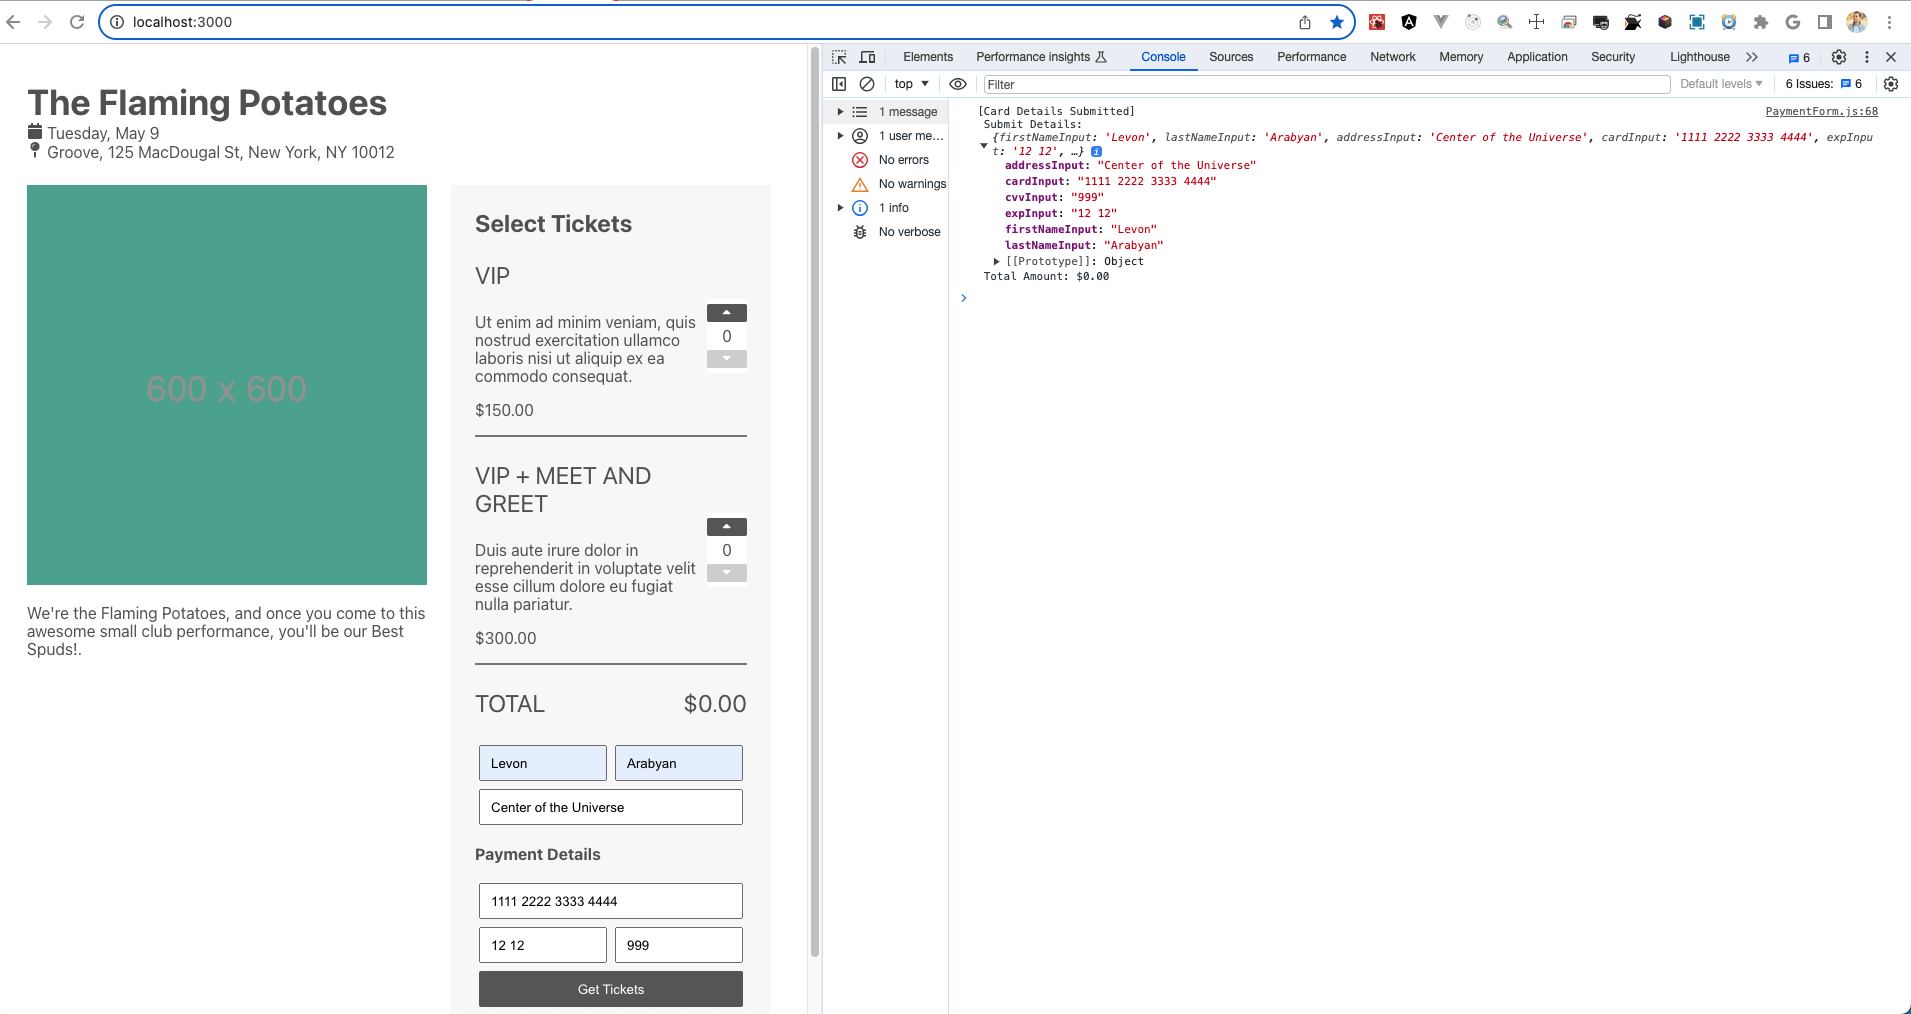 localhost:3000
The Flaming Potatoes
Tuesday, May 9
Groove, 125 MacDougal St, New York, NY 10012
600 x 600
We're the Flaming Potatoes, and once you come to this
awesome small club performance, you'll be our Best
Spuds!.
Select Tickets
VIP
Ut enim ad minim veniam, quis
nostrud exercitation ullamco
laboris nisi ut aliquip ex ea
commodo consequat.
0
$150.00
VIP + MEET AND
GREET
Duis aute irure dolor in
reprehenderit in voluptate velit
esse cillum dolore eu fugiat
nulla pariatur.
0
$300.00
TOTAL $0.00
Levon Arabyan
Center of the Universe
Payment Details
1111 2222 3333 4444
12 12 999
Get Tickets
Elements Performance insights Console Sources Performance Network Memory Application Security Lighthouse 6
top Filter Default levels 6 Issues: 6
1 message
1 user me...
No errors
No warnings
1 info
No verbose
[Card Details Submitted] PaymentForm.js:68
Submit Details:
{firstNameInput: 'Levon', lastNameInput: 'Arabyan', addressInput: 'Center of the Universe', cardInput: '1111 2222 3333 4444', expInpu
t: '12 12', …}
addressInput: "Center of the Universe"
cardInput: "1111 2222 3333 4444"
cvvInput: "999"
expInput: "12 12"
firstNameInput: "Levon"
lastNameInput: "Arabyan"
[[Prototype]]: Object
Total Amount: $0.00